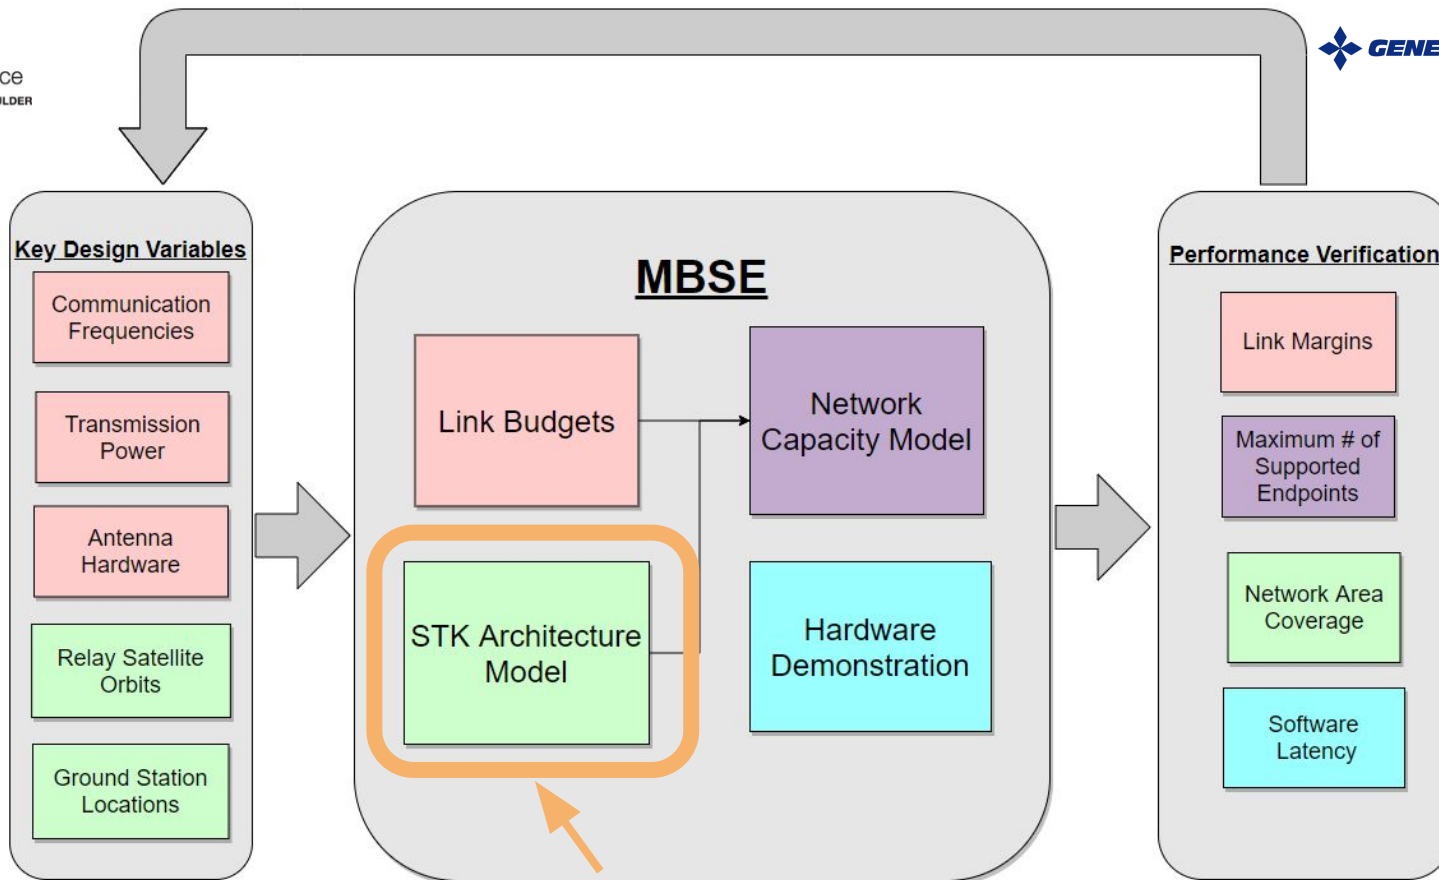 GENE
ce
ULDER
Key Design Variables
Communication
Frequencies
Transmission
Power
Antenna
Hardware
Relay Satellite
Orbits
Ground Station
Locations
MBSE
Link Budgets
Network
Capacity Model
STK Architecture
Model
Hardware
Demonstration
Performance Verification
Link Margins
Maximum # of
Supported
Endpoints
Network Area
Coverage
Software
Latency